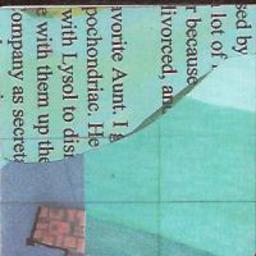 sed by
lot of
r because
ivorced, an
avorite Aunt. I
pochondriac. He
with Lysol to dis
with them up the
ompany as secret